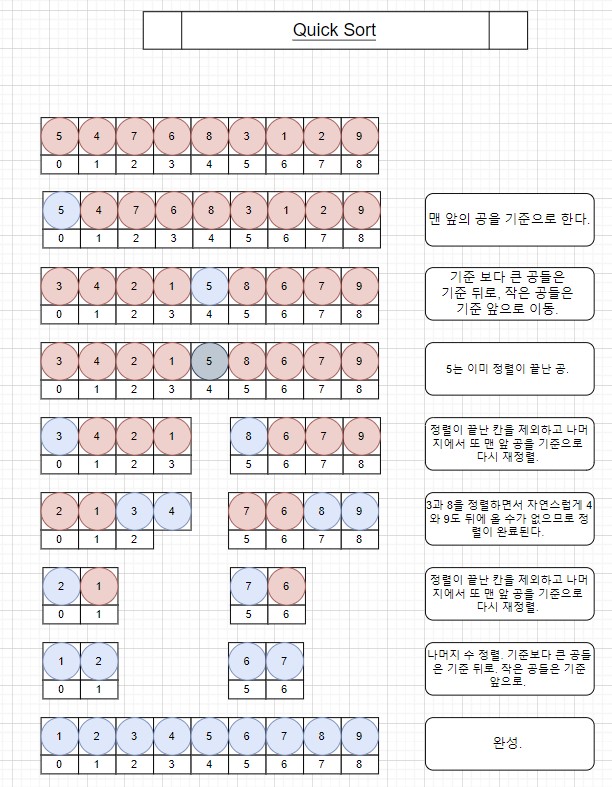 Quick Sort
5 4 7 6 8 3 1 2 9
0 1 2 3 4 5 6 7 8
5 4 7 6 8 3 1 2 9
0 1 2 3 4 5 6 7 8
맨 앞의 공을 기준으로 한다.
3 4 2 1 5 8 6 7 9
0 1 2 3 4 5 6 7 8
기준 보다 큰 공들은
기준 뒤로, 작은 공들은
기준 앞으로 이동.
3 4 2 1 5 8 6 7 9
0 1 2 3 4 5 6 7 8
5는 이미 정렬이 끝난 공.
3 4 2 1 8 6 7 9
0 1 2 3 5 6 7 8
정렬이 끝난 칸을 제외하고 나머
지에서 또 맨 앞 공을 기준으로
다시 재정렬.
2 1 3 4 7 6 8 9
0 1 2 5 6 7 8
3과 8을 정렬하면서 자연스럽게 4
와 9도 뒤에 올 수가 없으므로 정
렬이 완료된다.
2 1 7 6
0 1 5 6
정렬이 끝난 칸을 제외하고 나머
지에서 또 맨 앞 공을 기준으로
다시 재정렬.
1 2 6 7
0 1 5 6
나머지 수 정렬. 기준보다 큰 공들
은 기준 뒤로, 작은 공들은 기준
앞으로.
1 2 3 4 5 6 7 8 9
0 1 2 3 4 5 6 7 8
완성.